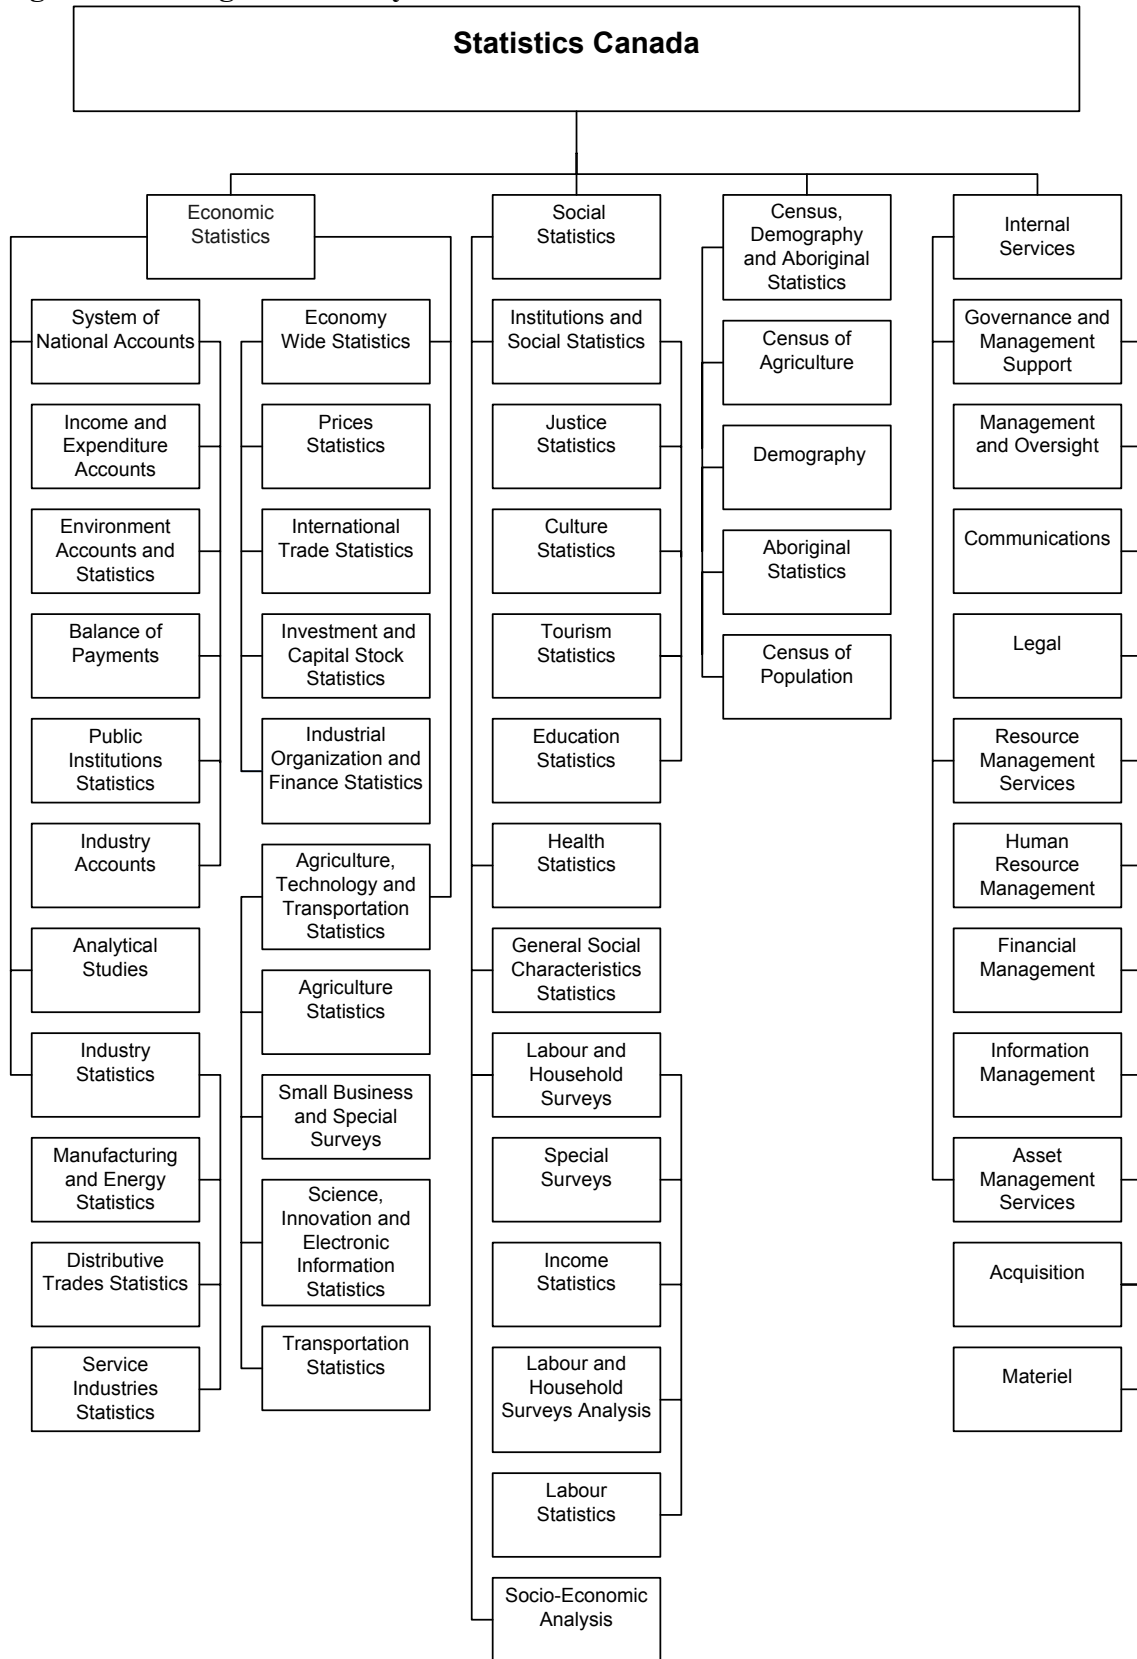 Statistics Canada
Economic
Statistics
Social
Statistics
Census,
Demography
and Aboriginal
Statistics
Internal
Services
System of
National Accounts
Income and
Expenditure
Accounts
Environment
Accounts and
Statistics
Balance of
Payments
Public
Institutions
Statistics
Industry
Accounts
Analytical
Studies
Industry
Statistics
Manufacturing
and Energy
Statistics
Distributive
Trades Statistics
Service
Industries
Statistics
Economy
Wide Statistics
Prices
Statistics
International
Trade Statistics
Investment and
Capital Stock
Statistics
Industrial
Organization and
Finance Statistics
Agriculture,
Technology and
Transportation
Statistics
Agriculture
Statistics
Small Business
and Special
Surveys
Science,
Innovation and
Electronic
Information
Statistics
Transportation
Statistics
Institutions and
Social Statistics
Justice
Statistics
Culture
Statistics
Tourism
Statistics
Education
Statistics
Health
Statistics
General Social
Characteristics
Statistics
Labour and
Household
Surveys
Special
Surveys
Income
Statistics
Labour and
Household
Surveys Analysis
Labour
Statistics
Socio-Economic
Analysis
Census of
Agriculture
Demography
Aboriginal
Statistics
Census of
Population
Governance and
Management
Support
Management
and Oversight
Communications
Legal
Resource
Management
Services
Human
Resource
Management
Financial
Management
Information
Management
Asset
Management
Services
Acquisition
Materiel